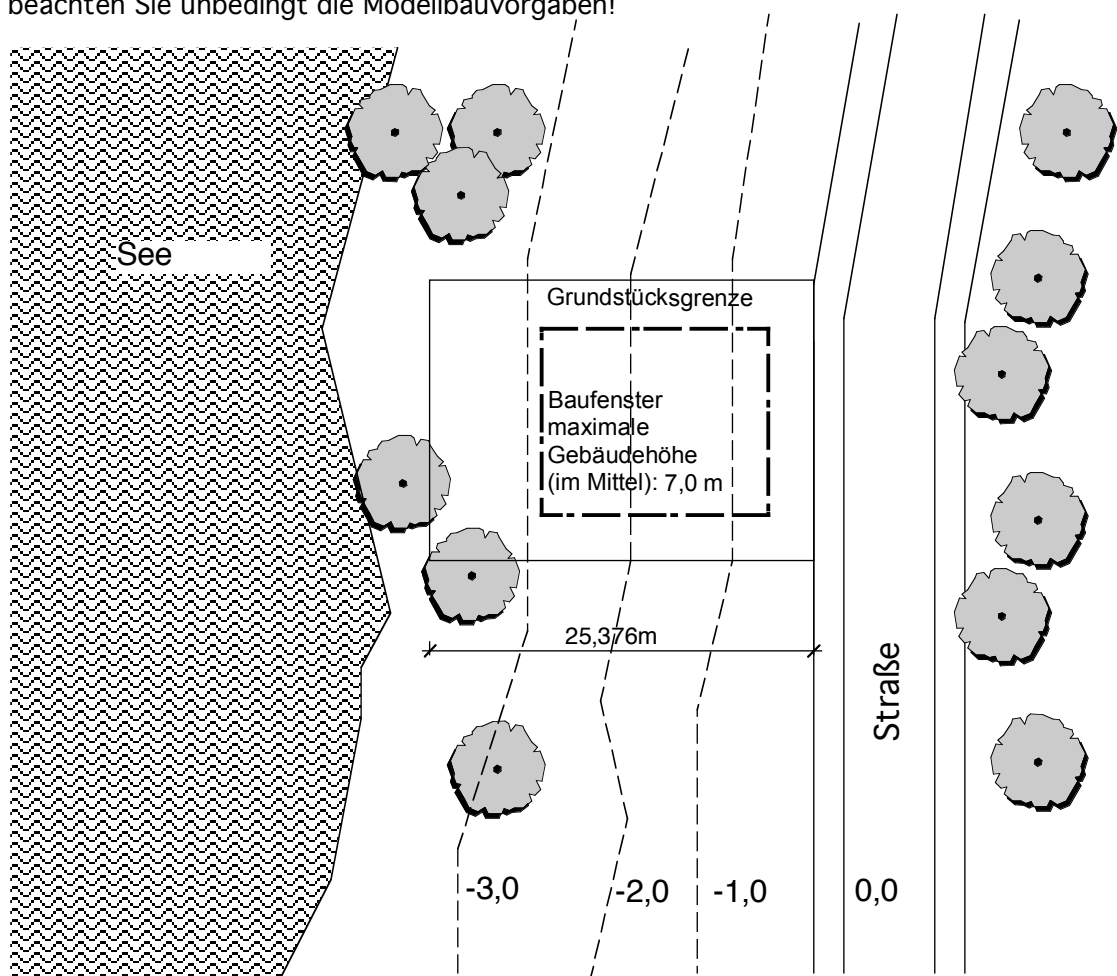 beachten Sie unbedingt die Modellbauvorgaben!
See
Grundstücksgrenze
Baufenster
maximale
Gebäudehöhe
(im Mittel): 7,0 m
25,376m
Straße
-3,0
-2,0
-1,0
0,0